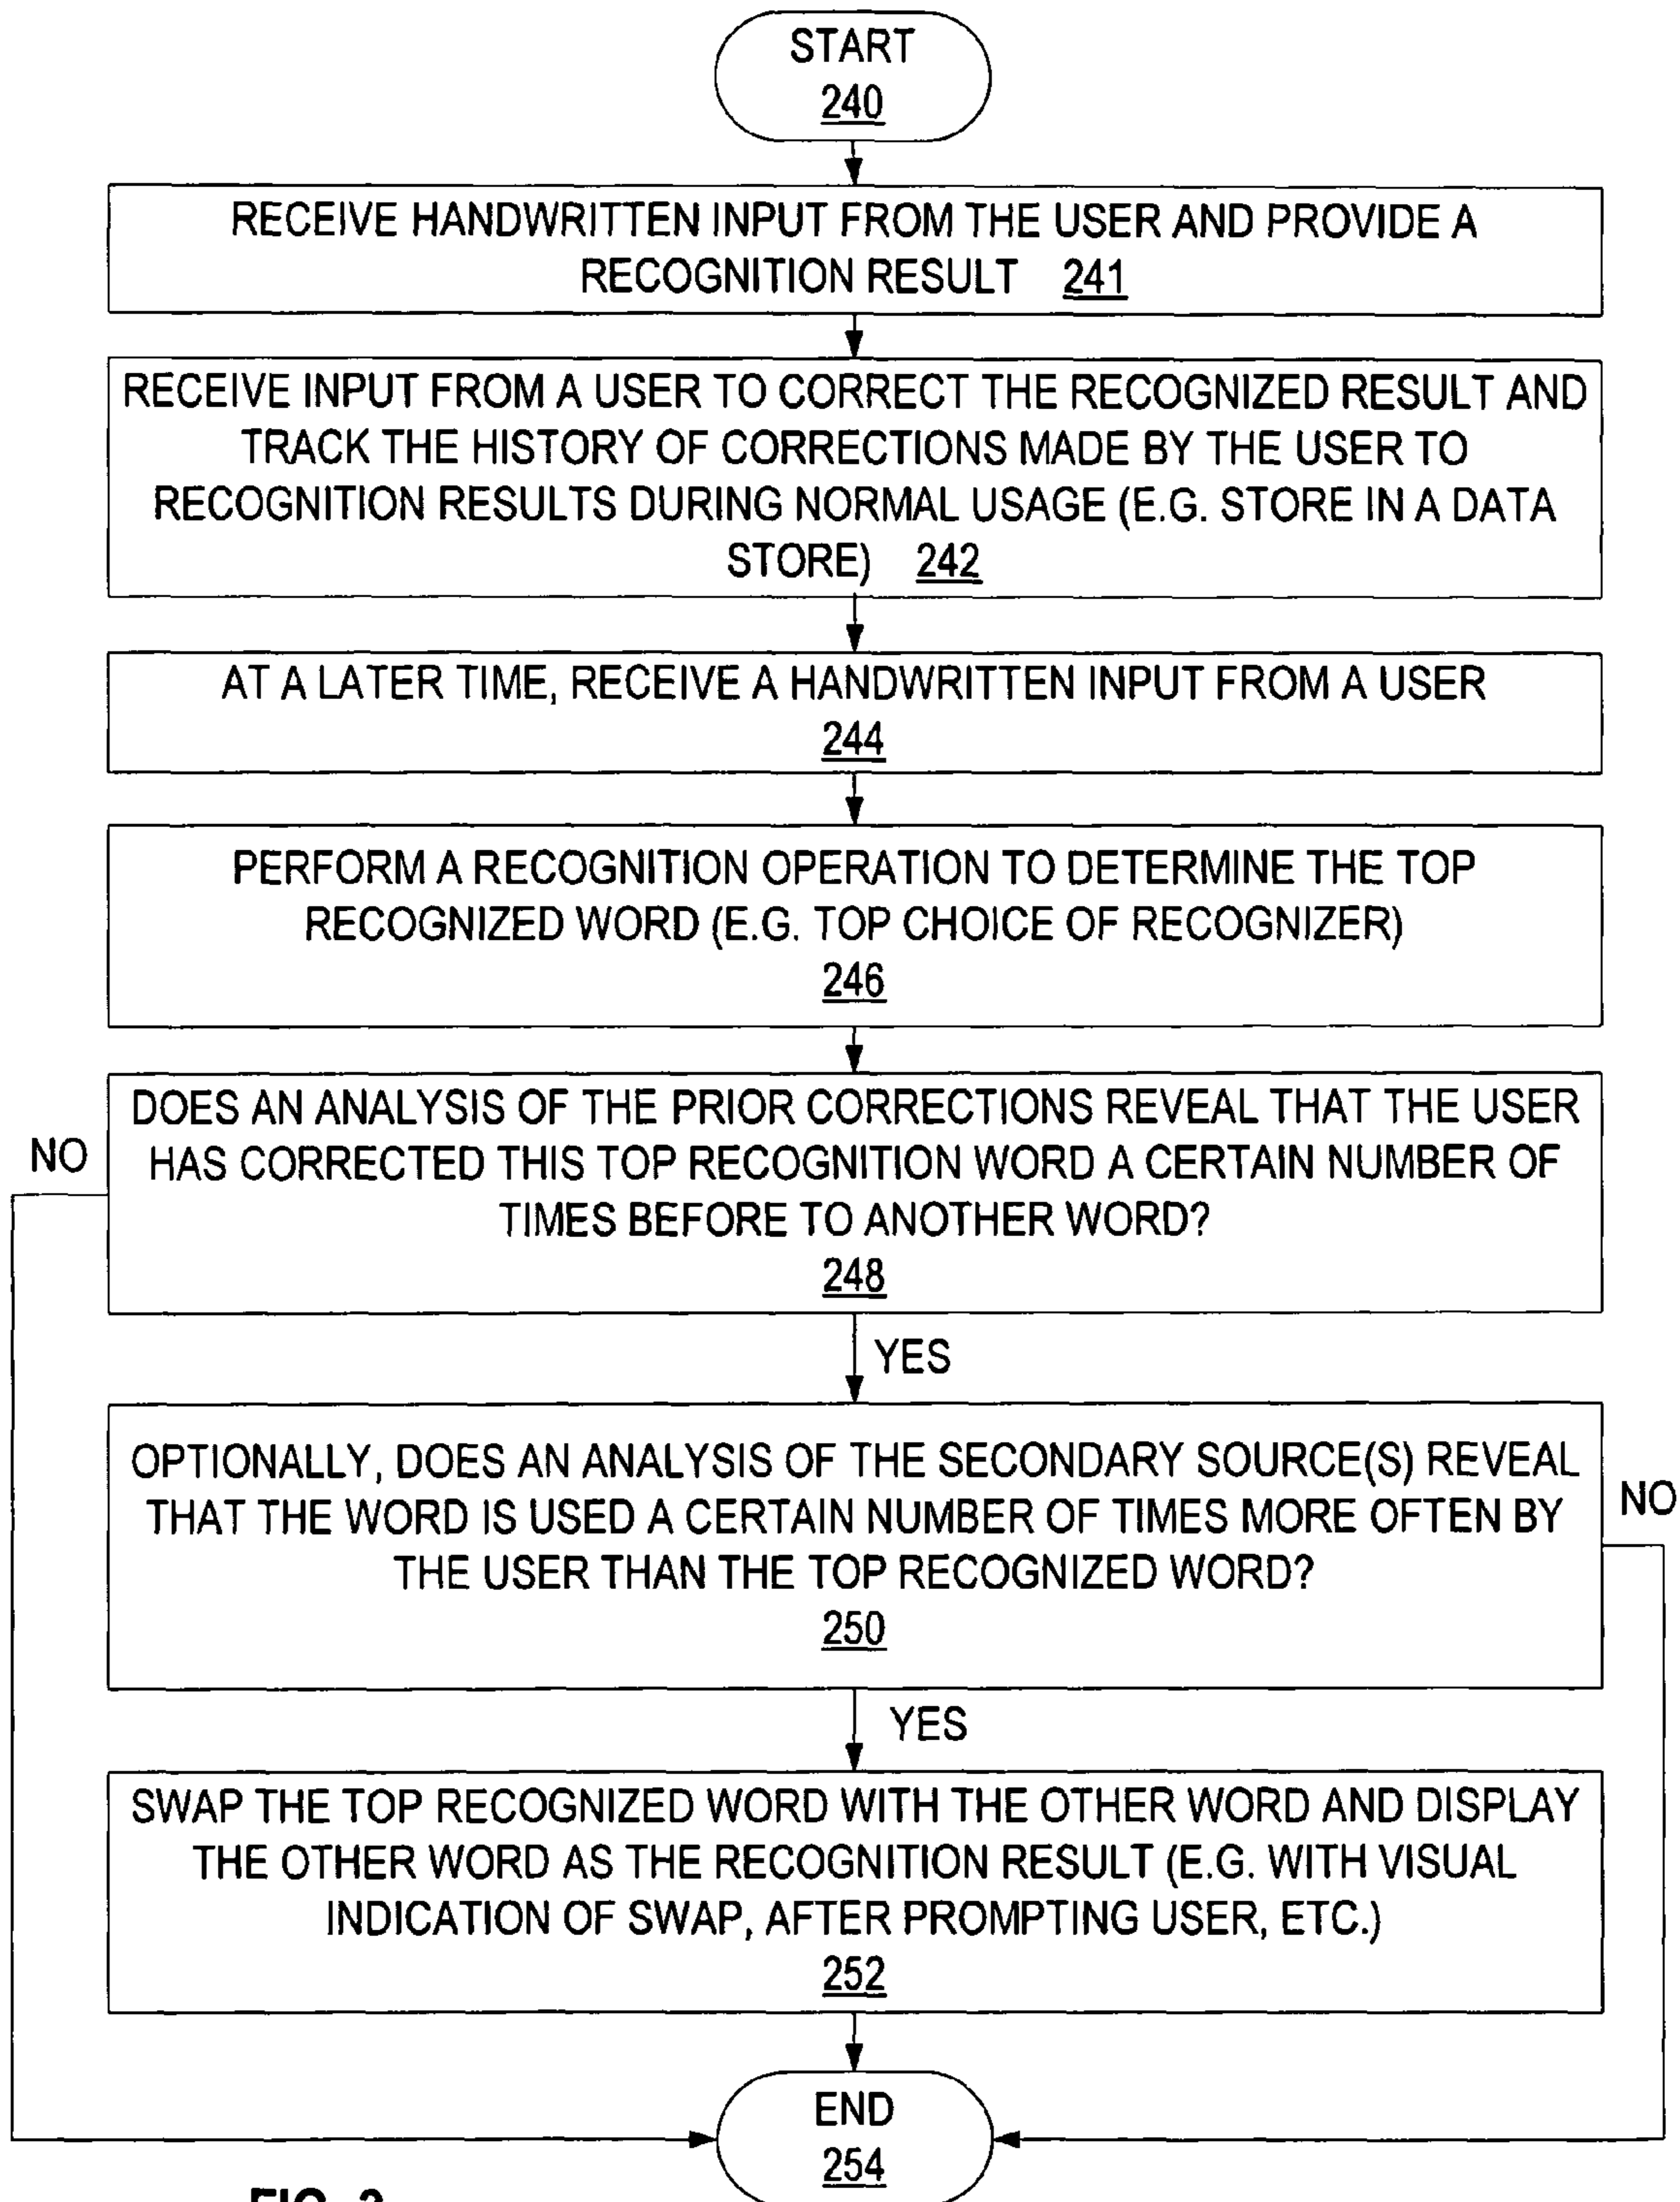 START
240
RECEIVE HANDWRITTEN INPUT FROM THE USER AND PROVIDE A
RECOGNITION RESULT 241
RECEIVE INPUT FROM A USER TO CORRECT THE RECOGNIZED RESULT AND
TRACK THE HISTORY OF CORRECTIONS MADE BY THE USER TO
RECOGNITION RESULTS DURING NORMAL USAGE (E.G. STORE IN A DATA
STORE) 242
AT A LATER TIME, RECEIVE A HANDWRITTEN INPUT FROM A USER
244
PERFORM A RECOGNITION OPERATION TO DETERMINE THE TOP
RECOGNIZED WORD (E.G. TOP CHOICE OF RECOGNIZER)
246
DOES AN ANALYSIS OF THE PRIOR CORRECTIONS REVEAL THAT THE USER
HAS CORRECTED THIS TOP RECOGNITION WORD A CERTAIN NUMBER OF
TIMES BEFORE TO ANOTHER WORD?
248
NO
YES
OPTIONALLY, DOES AN ANALYSIS OF THE SECONDARY SOURCE(S) REVEAL
THAT THE WORD IS USED A CERTAIN NUMBER OF TIMES MORE OFTEN BY
THE USER THAN THE TOP RECOGNIZED WORD?
250
NO
YES
SWAP THE TOP RECOGNIZED WORD WITH THE OTHER WORD AND DISPLAY
THE OTHER WORD AS THE RECOGNITION RESULT (E.G. WITH VISUAL
INDICATION OF SWAP, AFTER PROMPTING USER, ETC.)
252
END
254